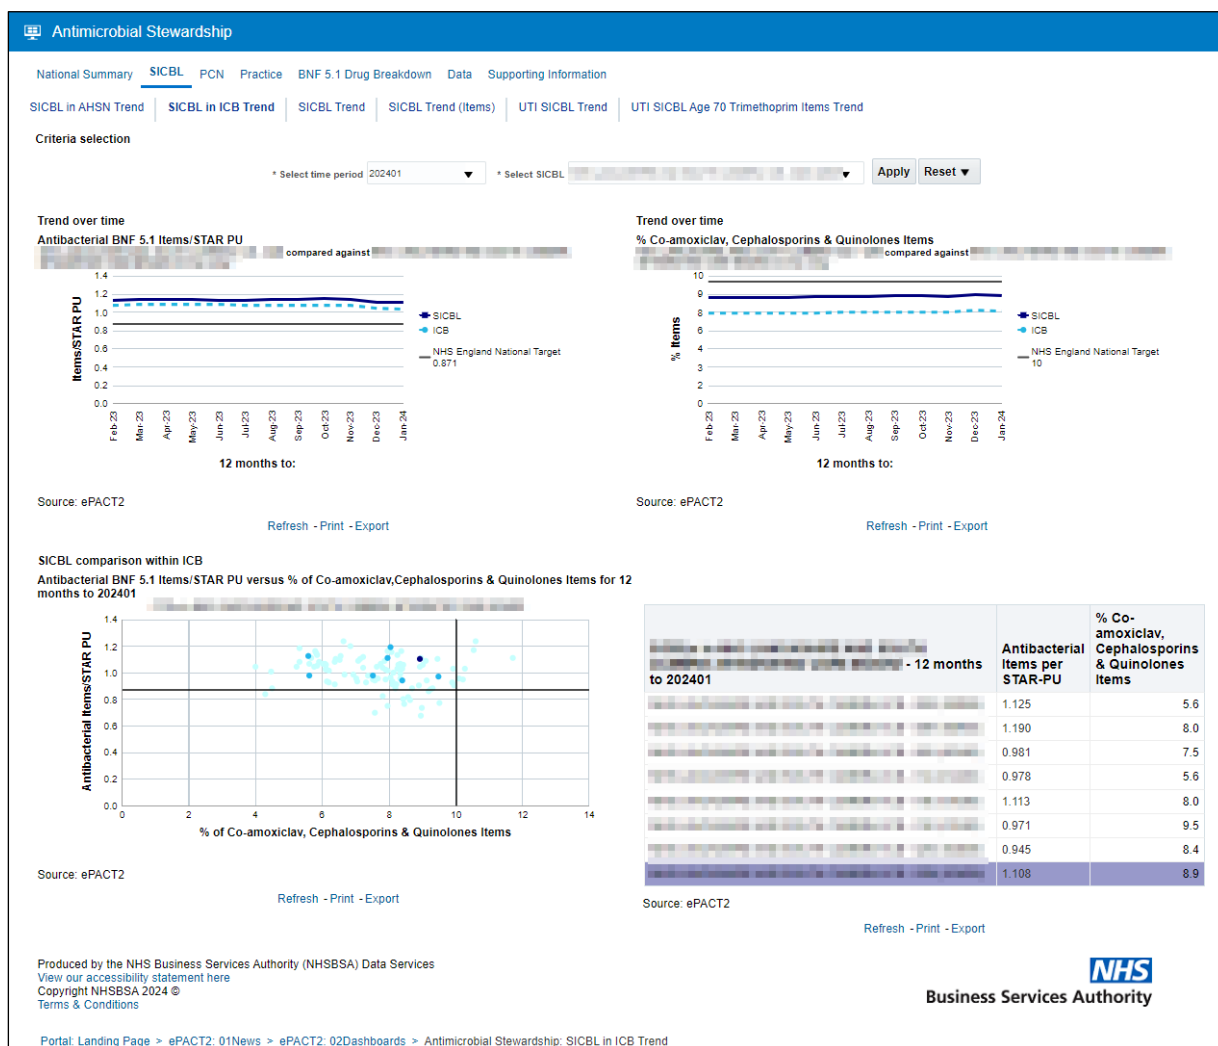 Antimicrobial Stewardship
National Summary SICBL PCN Practice BNF 5.1 Drug Breakdown Data Supporting Information
SICBL in AHSN Trend SICBL in ICB Trend SICBL Trend SICBL Trend (Items) UTI SICBL Trend UTI SICBL Age 70 Trimethoprim Items Trend
Criteria selection
* Select time period 202401 * Select SICBL Apply Reset
Trend over time
Antibacterial BNF 5.1 Items/STAR PU
compared against
1.4
1.2
1.0
0.8
0.6
0.4
0.2
0.0
Items/STAR PU
Feb-23 Mar-23 Apr-23 May-23 Jun-23 Jul-23 Aug-23 Sep-23 Oct-23 Nov-23 Dec-23 Jan-24
12 months to:
SICBL
ICB
NHS England National Target
0.871
Source: ePACT2
Refresh - Print - Export
Trend over time
% Co-amoxiclav, Cephalosporins & Quinolones Items
compared against
10
9
8
6
4
3
2
0
% Items
Feb-23 Mar-23 Apr-23 May-23 Jun-23 Jul-23 Aug-23 Sep-23 Oct-23 Nov-23 Dec-23 Jan-24
12 months to:
SICBL
ICB
NHS England National Target
10
Source: ePACT2
Refresh - Print - Export
SICBL comparison within ICB
Antibacterial BNF 5.1 Items/STAR PU versus % of Co-amoxiclav,Cephalosporins & Quinolones Items for 12
months to 202401
1.4
1.2
1.0
0.8
0.6
0.4
0.2
0.0
Antibacterial Items/STAR PU
0 2 4 6 8 10 12 14
% of Co-amoxiclav, Cephalosporins & Quinolones Items
Source: ePACT2
Refresh - Print - Export
- 12 months
to 202401
Antibacterial
Items per
STAR-PU
% Co-
amoxiclav,
Cephalosporins
& Quinolones
Items
1.125 5.6
1.190 8.0
0.981 7.5
0.978 5.6
1.113 8.0
0.971 9.5
0.945 8.4
1.108 8.9
Source: ePACT2
Refresh - Print - Export
Produced by the NHS Business Services Authority (NHSBSA) Data Services
View our accessibility statement here
Copyright NHSBSA 2024 ©
Terms & Conditions
NHS
Business Services Authority
Portal: Landing Page > ePACT2: 01News > ePACT2: 02Dashboards > Antimicrobial Stewardship: SICBL in ICB Trend